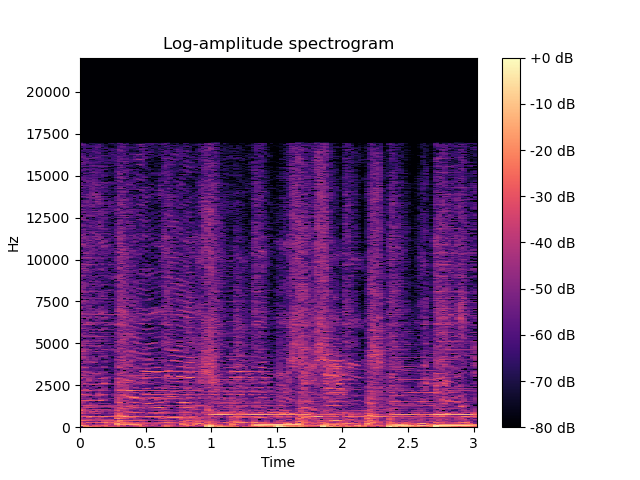 Log-amplitude spectrogram
Hz
20000
17500
15000
12500
10000
7500
5000
2500
0
0 0.5 1 1.5 2 2.5 3
Time
+0 dB
-10 dB
-20 dB
-30 dB
-40 dB
-50 dB
-60 dB
-70 dB
-80 dB